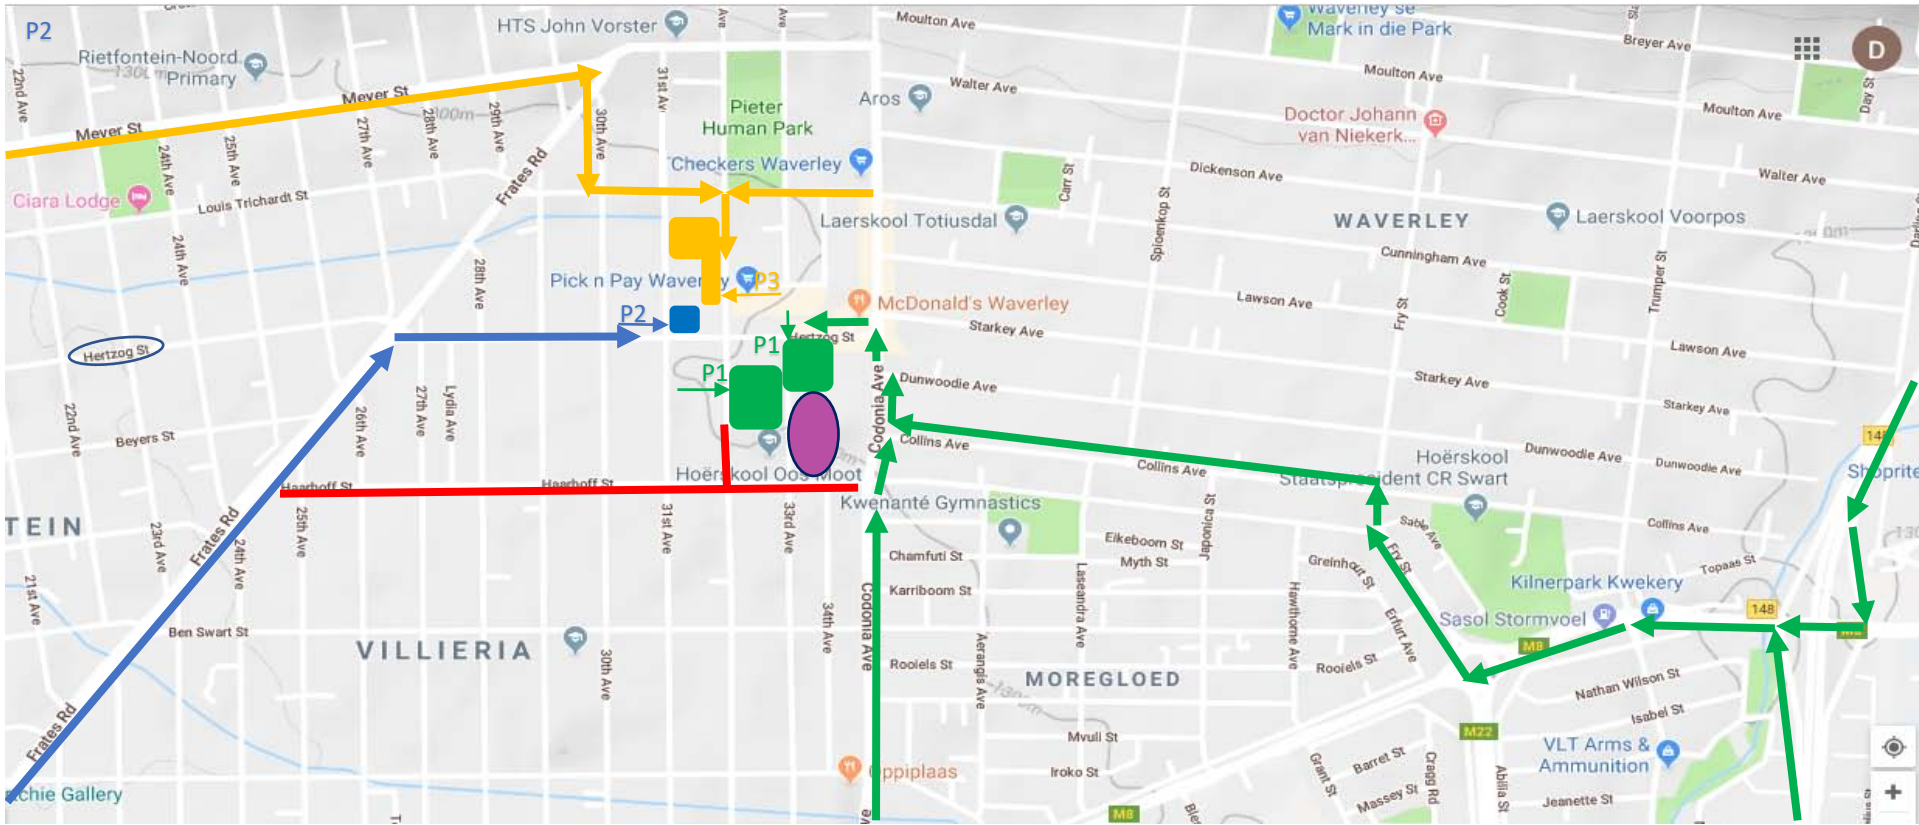 P2
HTS John Vorster
Ave
Ave
Moulton Ave
Waverley se
Mark in die Park
Breyer Ave
D
Rietfontein-Noord
Primary
1300m
22nd Ave
Meyer St
Meyer St
31st Av
Pieter
Human Park
Aros
Walter Ave
Moulton Ave
Moulton Ave
Day St
Doctor Johann
van Niekerk...
24th Ave
25th Ave
27th Ave
28th Ave
29th Ave
30th Ave
Frates Rd
Checkers Waverley
Carr St
Dickenson Ave
Walter Ave
Ciara Lodge
Louis Trichardt St
Laerskool Totiusdal
Spioenkop St
WAVERLEY
Laerskool Voorpos
24th Ave
28th Ave
Cunningham Ave
Trumper St
Pick n Pay Waverley
P3
McDonald's Waverley
Lawson Ave
Fry St
Cook St
P2
Starkey Ave
Hertzog St
Hertzog St
P1
Lawson Ave
P1
Codonia Ave
Dunwoodie Ave
Starkey Ave
Starkey Ave
22nd Ave
Beyers St
26th Ave
27th Ave
Lydia Ave
Collins Ave
Collins Ave
Dunwoodie Ave
Dunwoodie Ave
148
Hoërskool Oos-Moot
Hoërskool
Staatspresident CR Swart
Shoprite
Haarhoff St
Haarhoff St
Kwenanté Gymnastics
TEIN
23rd Ave
Frates Rd
24th Ave
25th Ave
31st Ave
33rd Ave
Japonica St
Sable Ave
Collins Ave
Chamfuti St
Eikeboom St
Myth St
Greinhout St
Fry St
Topaas St
21st Ave
Karriboom St
Laseandra Ave
Hawthorne Ave
Kilnerpark Kwekery
34th Ave
Codonia Ave
Erfurt Ave
Sasol Stormvoel
148
Ben Swart St
VILLIERIA
30th Ave
Aerangis Ave
Rooiels St
Rooiels St
M8
MOREGLOED
Nathan Wilson St
Isabel St
Frates Rd
Mvuli St
M22
VLT Arms &
Ammunition
Oppiplaas
Iroko St
Grant St
Barret St
Cragg Rd
Abilia St
Massey St
Jeanette St
chie Gallery
M8
+